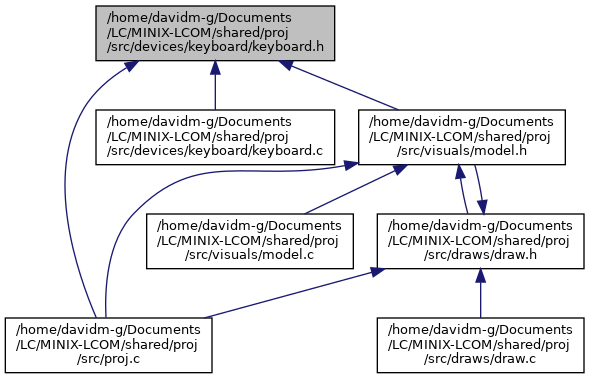 /home/davidm-g/Documents
/LC/MINIX-LCOM/shared/proj
/src/devices/keyboard/keyboard.h
/home/davidm-g/Documents
/LC/MINIX-LCOM/shared/proj
/src/devices/keyboard/keyboard.c
/home/davidm-g/Documents
/LC/MINIX-LCOM/shared/proj
/src/visuals/model.h
/home/davidm-g/Documents
/LC/MINIX-LCOM/shared/proj
/src/visuals/model.c
/home/davidm-g/Documents
/LC/MINIX-LCOM/shared/proj
/src/draws/draw.h
/home/davidm-g/Documents
/LC/MINIX-LCOM/shared/proj
/src/proj.c
/home/davidm-g/Documents
/LC/MINIX-LCOM/shared/proj
/src/draws/draw.c